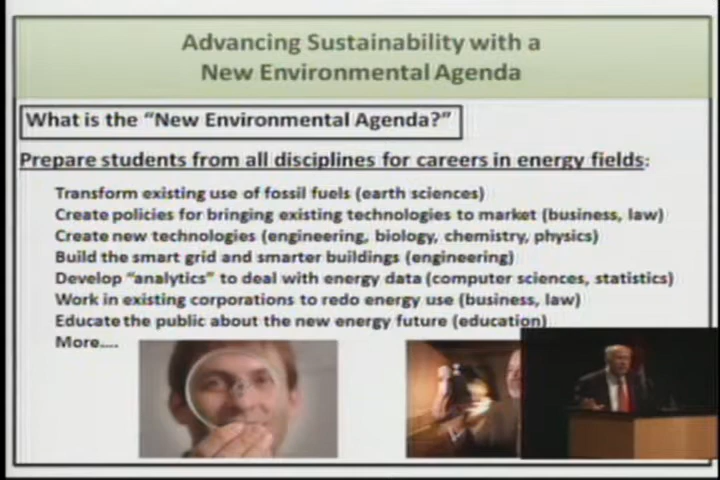 Advancing Sustainability with a
New Environmental Agenda
What is the “New Environmental Agenda?”
Prepare students from all disciplines for careers in energy fields:
Transform existing use of fossil fuels (earth sciences)
Create policies for bringing existing technologies to market (business, law)
Create new technologies (engineering, biology, chemistry, physics)
Build the smart grid and smarter buildings (engineering)
Develop “analytics” to deal with energy data (computer sciences, statistics)
Work in existing corporations to redo energy use (business, law)
Educate the public about the new energy future (education)
More....